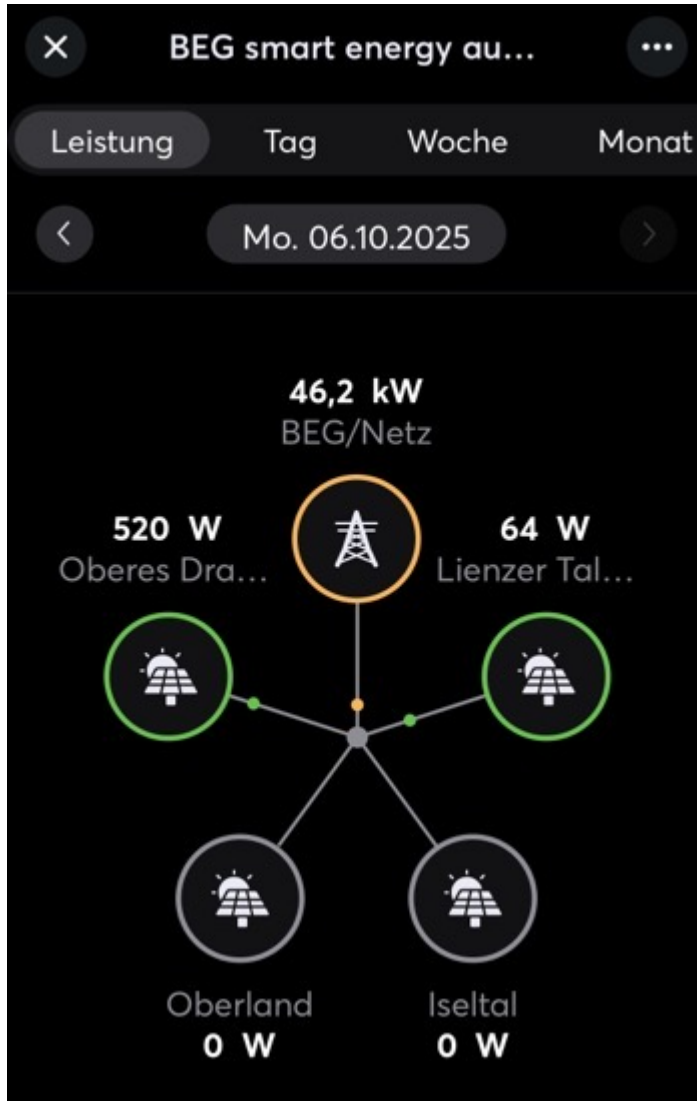 BEG smart energy au...
Leistung Tag Woche Monat
Mo. 06.10.2025
46,2 kW
BEG/Netz
520 W
Oberes Dra...
64 W
Lienzer Tal...
Oberland
0 W
Iseltal
0 W